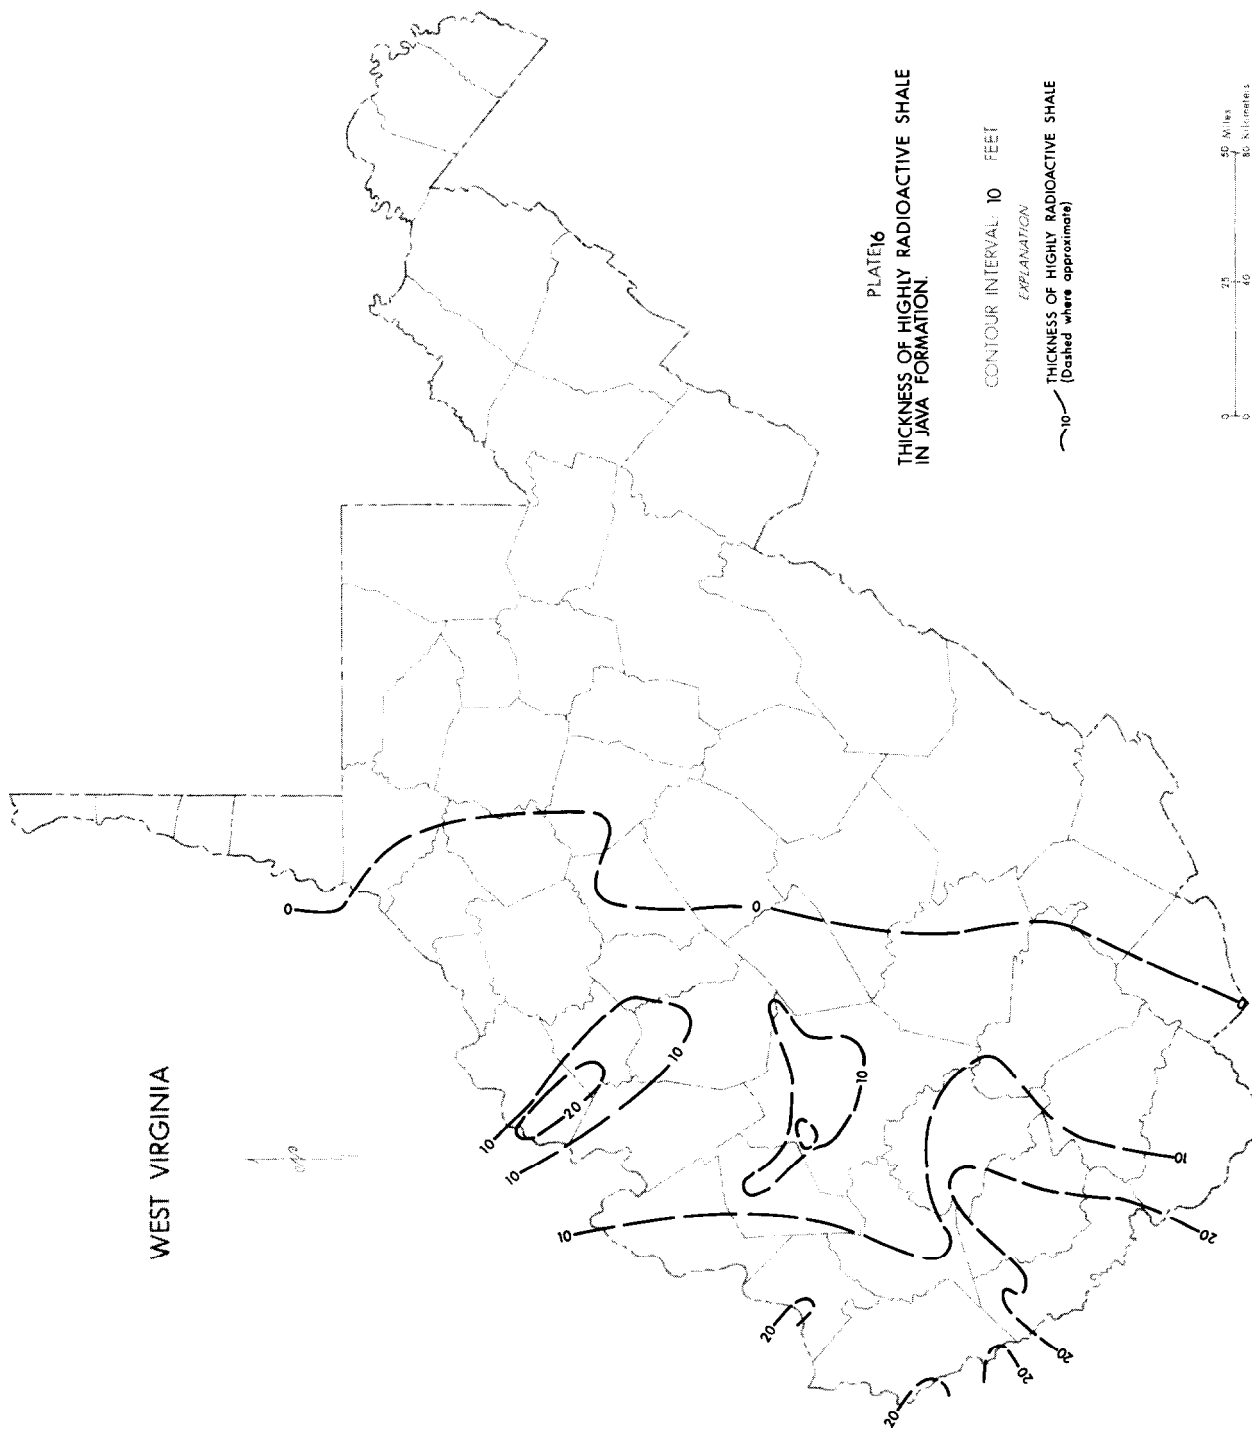 WEST VIRGINIA
PLATE 16
THICKNESS OF HIGHLY RADIOACTIVE SHALE
IN JAVA FORMATION.
CONTOUR INTERVAL: 10 FEET
EXPLANATION
10 THICKNESS OF HIGHLY RADIOACTIVE SHALE
(Dashed where approximate)
0 25 50 Miles
0 40 80 Kilometers
0
0
0
10
10
10
20
10
10
10
20
20
20
20
20